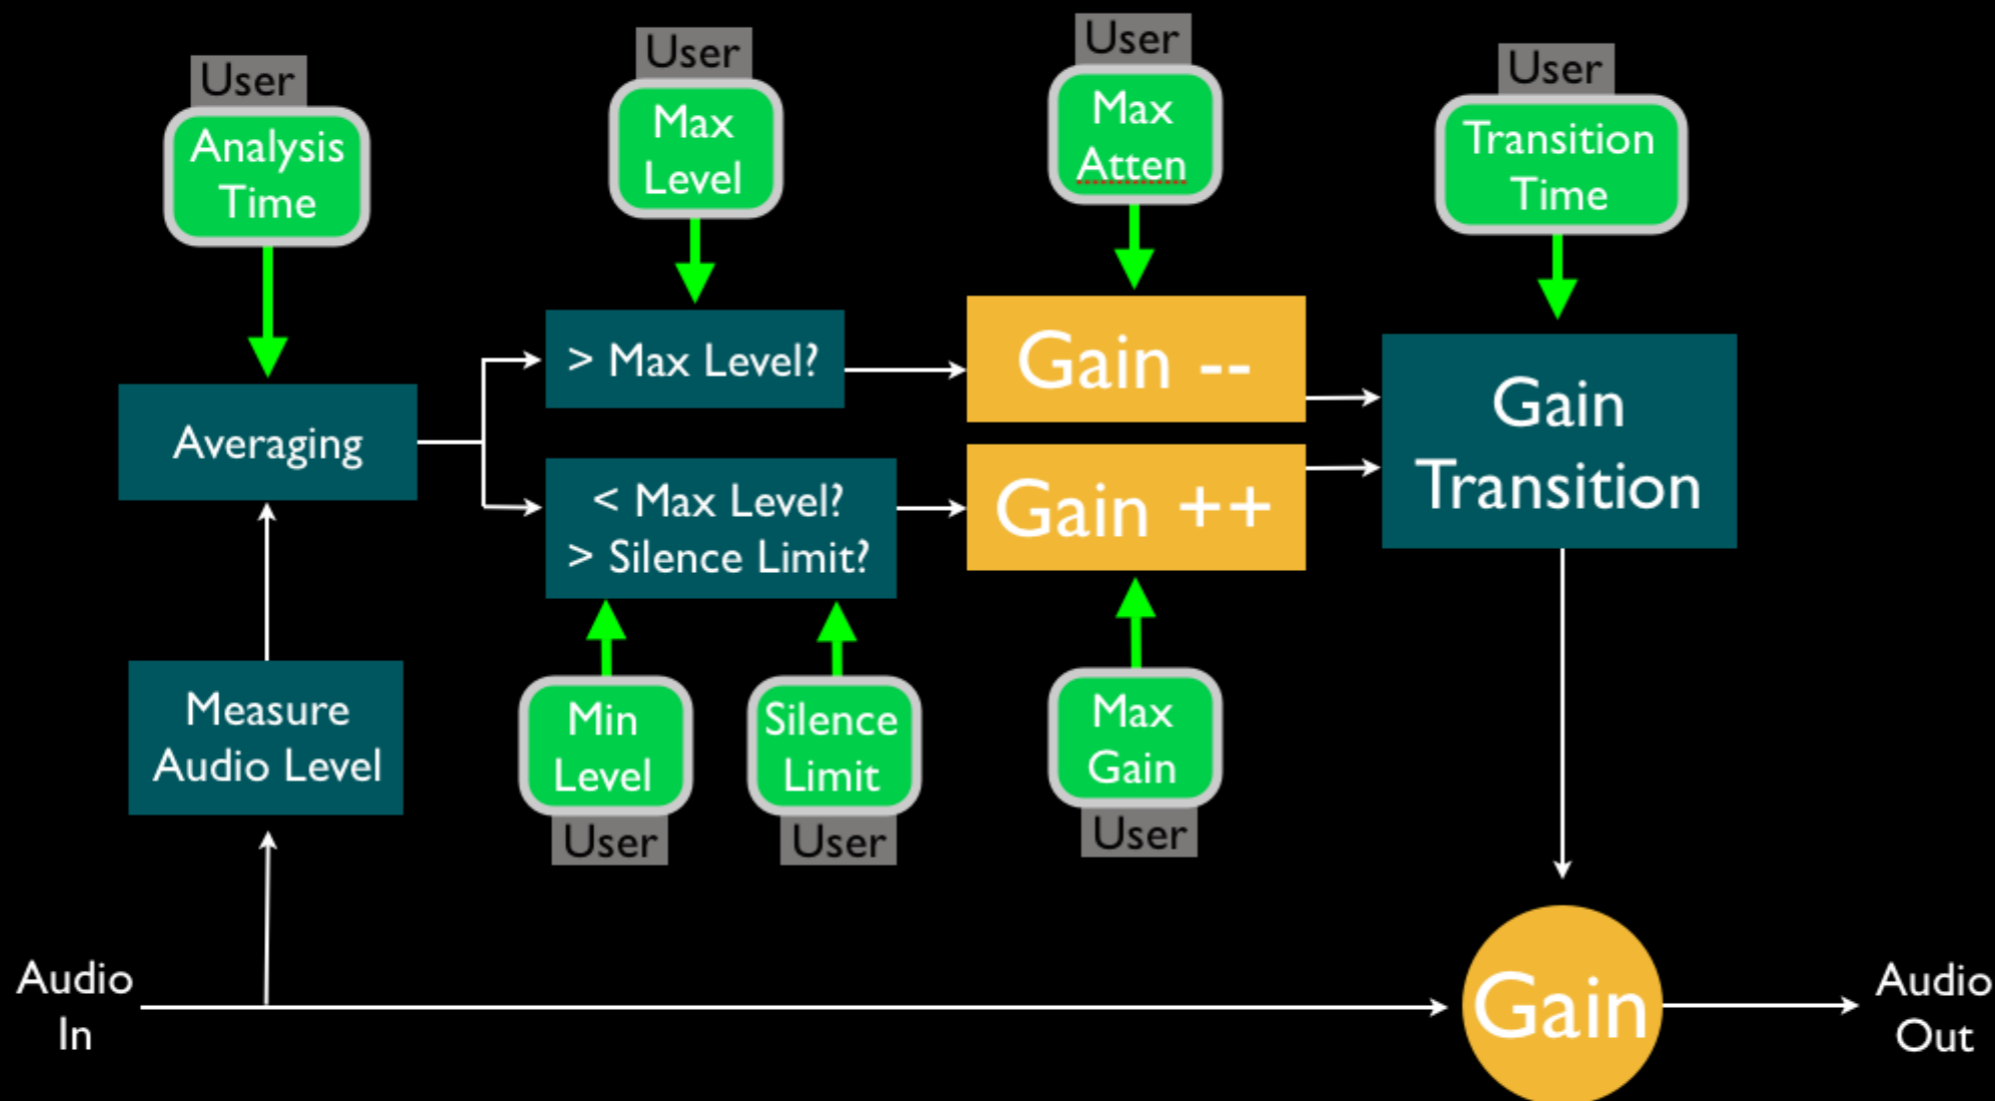 User
Analysis
Time
User
Max
Level
User
Max
Atten
User
Transition
Time
> Max Level?
Gain --
Gain
Transition
Averaging
< Max Level?
> Silence Limit?
Gain ++
Measure
Audio Level
Min
Level
User
Silence
Limit
User
Max
Gain
User
Audio
In
Gain
Audio
Out